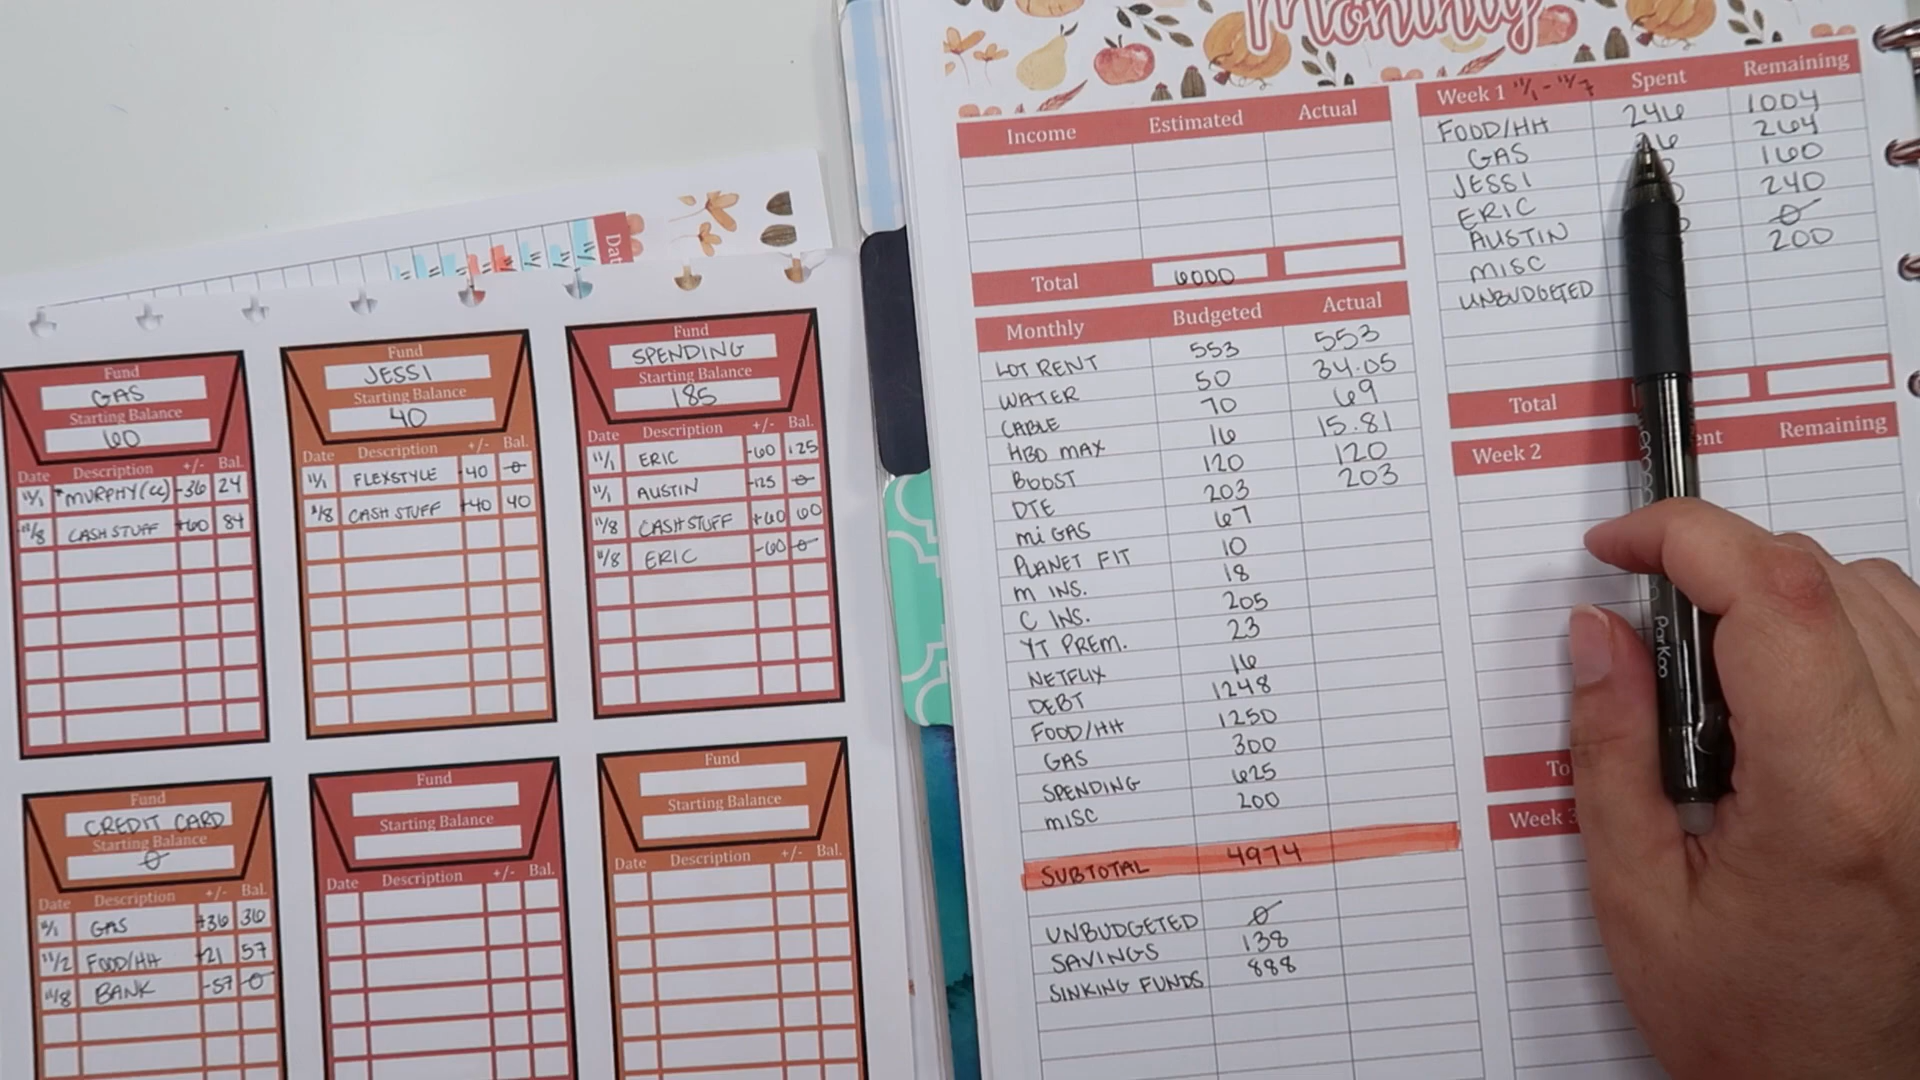 Dat
Fund
GAS
Starting Balance
60
Date Description +/- Bal.
11/1 *MURPHY(CC) -36 24
11/8 CASH STUFF +60 84
Fund
JESSI
Starting Balance
40
Date Description +/- Bal.
11/1 FLEXSTYLE -40 0
11/8 CASH STUFF +40 40
Fund
SPENDING
Starting Balance
185
Date Description +/- Bal.
11/1 ERIC -60 125
11/1 AUSTIN -125 0
11/8 CASH STUFF +60 60
11/8 ERIC -60 0
Fund
CREDIT CARD
Starting Balance
0
Date Description +/- Bal.
11/1 GAS +36 36
11/2 FOOD/HH +21 57
11/8 BANK -57 0
Fund
Starting Balance
Date Description +/- Bal.
Fund
Starting Balance
Date Description +/- Bal.
Monthly
Income Estimated Actual
Total 6000
Monthly Budgeted Actual
LOT RENT 553 553
WATER 50 34.05
CABLE 70 69
HBO MAX 16 15.81
BOOST 120 120
DTE 203 203
MI GAS 67
PLANET FIT 10
M INS. 18
C INS. 205
YT PREM. 23
NETFLIX 16
DEBT 1248
FOOD/HH 1250
GAS 300
SPENDING 625
MISC 200
SUBTOTAL 4974
UNBUDGETED 0
SAVINGS 138
SINKING FUNDS 888
Week 1 11/1 - 11/7 Spent Remaining
FOOD/HH 246 1004
GAS 264
JESSI 160
ERIC 240
AUSTIN 0
MISC 200
UNBUDGETED
Total
Week 2 Remaining
To
Week 3
ParKoo